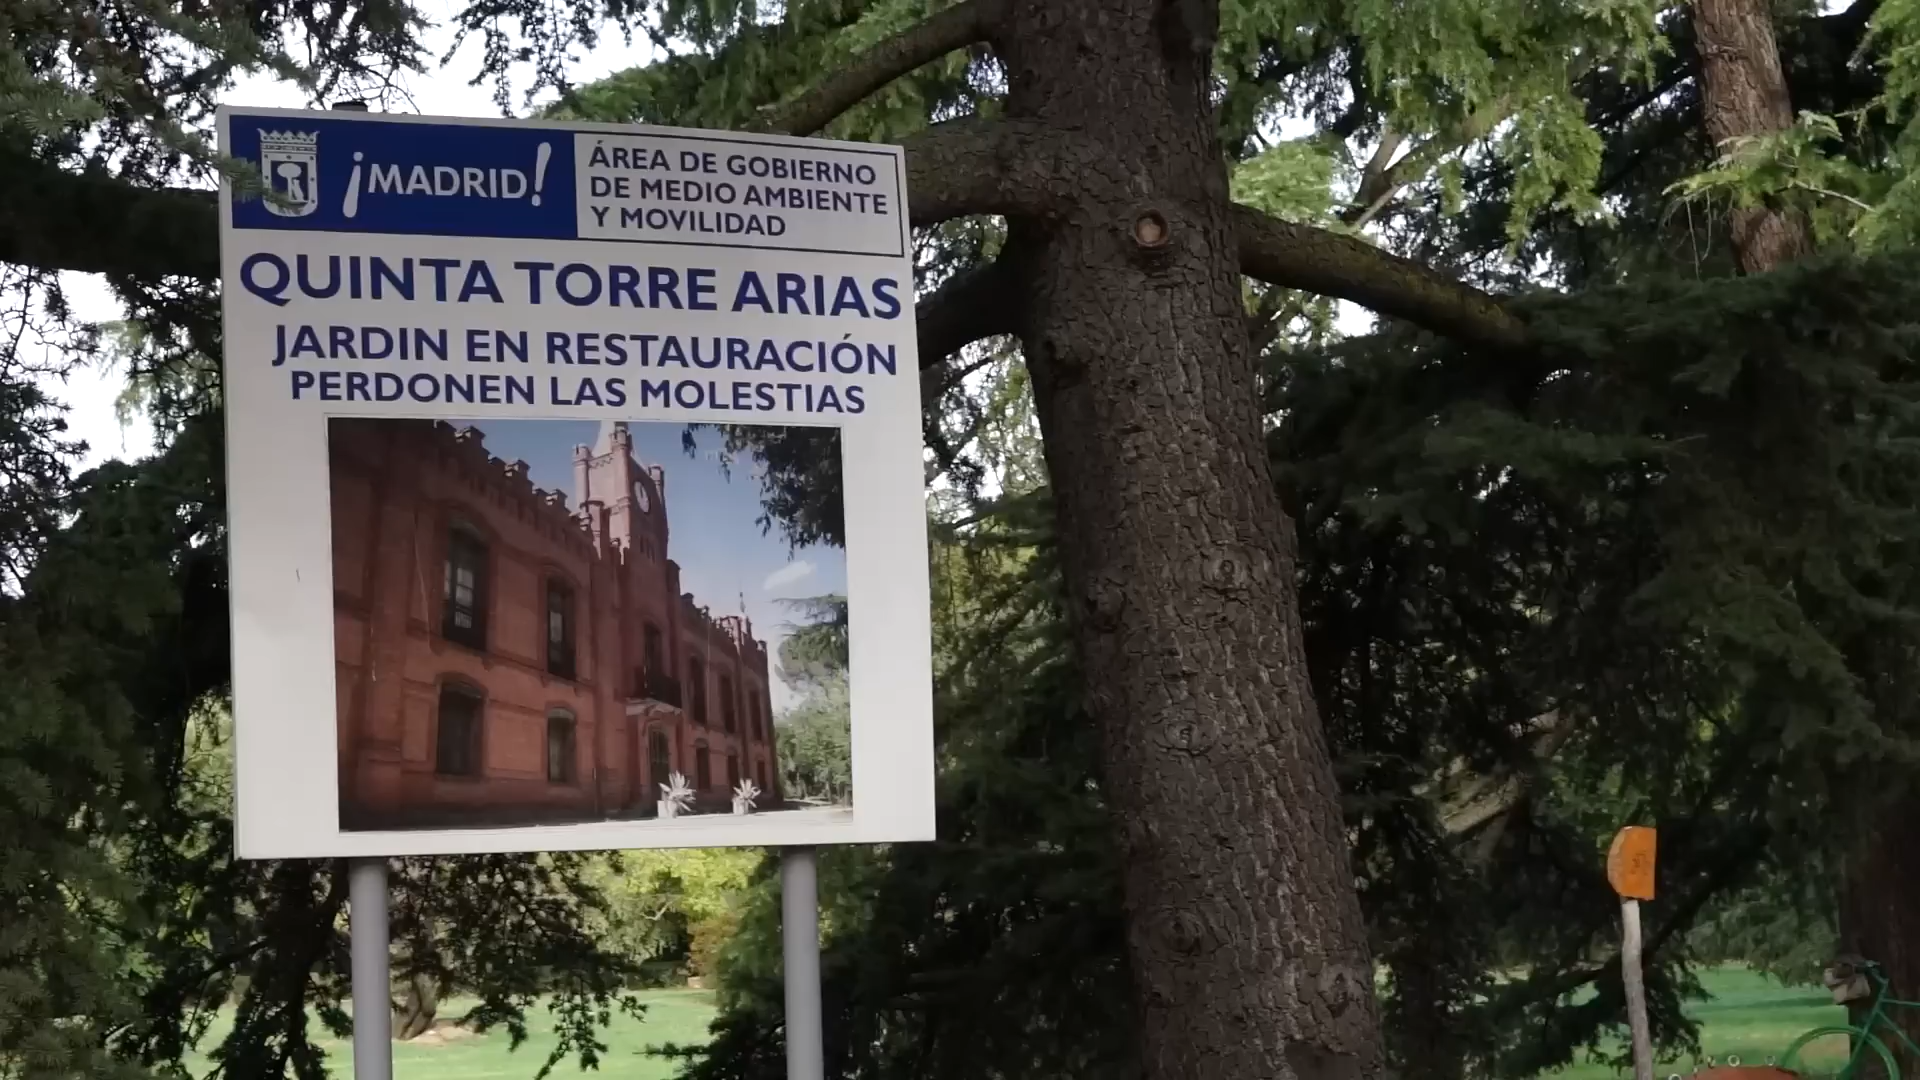 ¡MADRID!
ÁREA DE GOBIERNO
DE MEDIO AMBIENTE
Y MOVILIDAD
QUINTA TORRE ARIAS
JARDIN EN RESTAURACIÓN
PERDONEN LAS MOLESTIAS